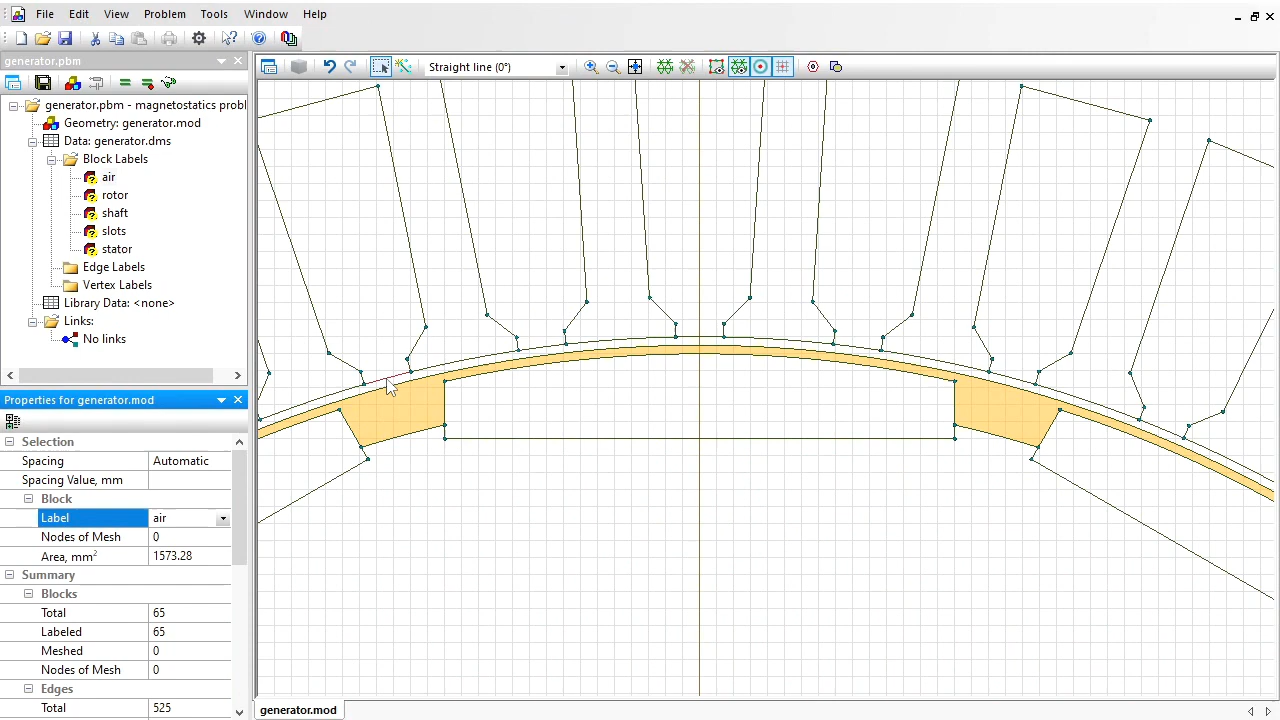 File Edit View Problem Tools Window Help
generator.pbm
Straight line (0°)
generator.pbm - magnetostatics probl
Geometry: generator.mod
Data: generator.dms
Block Labels
air
rotor
shaft
slots
stator
Edge Labels
Vertex Labels
Library Data: <none>
Links:
No links
Properties for generator.mod
Selection
Spacing Automatic
Spacing Value, mm
Block
Label air
Nodes of Mesh 0
Area, mm² 1573.28
Summary
Blocks
Total 65
Labeled 65
Meshed 0
Nodes of Mesh 0
Edges
Total 525
generator.mod